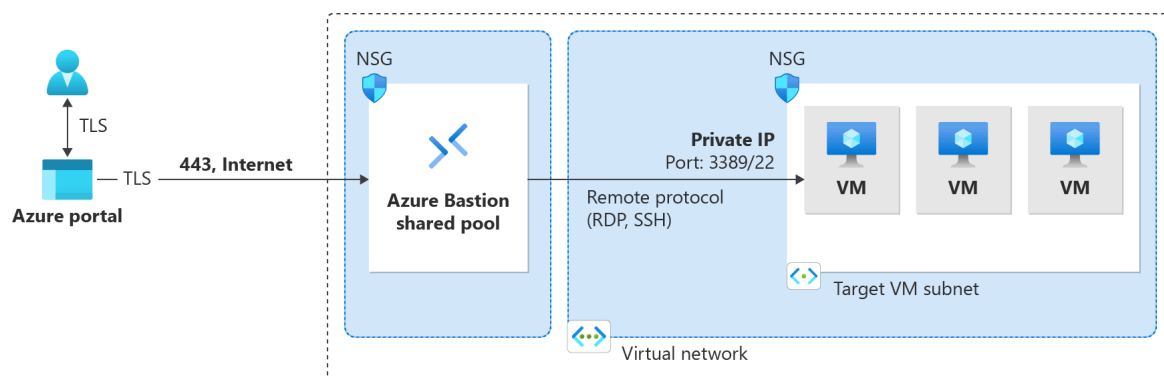 NSG
NSG
TLS
443, Internet
TLS
Azure portal
Azure Bastion
shared pool
Private IP
Port: 3389/22
Remote protocol
(RDP, SSH)
VM
VM
VM
Target VM subnet
Virtual network